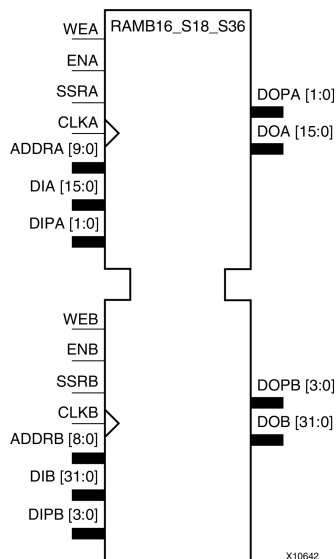 RAMB16_S18_S36
WEA
ENA
SSRA
CLKA
ADDRA [9:0]
DIA [15:0]
DIPA [1:0]
DOPA [1:0]
DOA [15:0]
WEB
ENB
SSRB
CLKB
ADDRB [8:0]
DIB [31:0]
DIPB [3:0]
DOPB [3:0]
DOB [31:0]
X10642